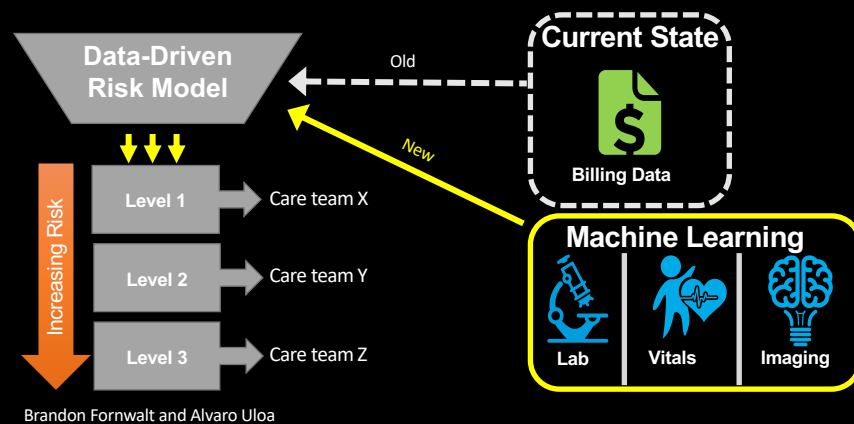 Data-Driven
Risk Model
Old
New
Current State
$
Billing Data
Increasing Risk
Level 1
Care team X
Level 2
Care team Y
Level 3
Care team Z
Machine Learning
Lab
Vitals
Imaging
Brandon Fornwalt and Alvaro Uloa